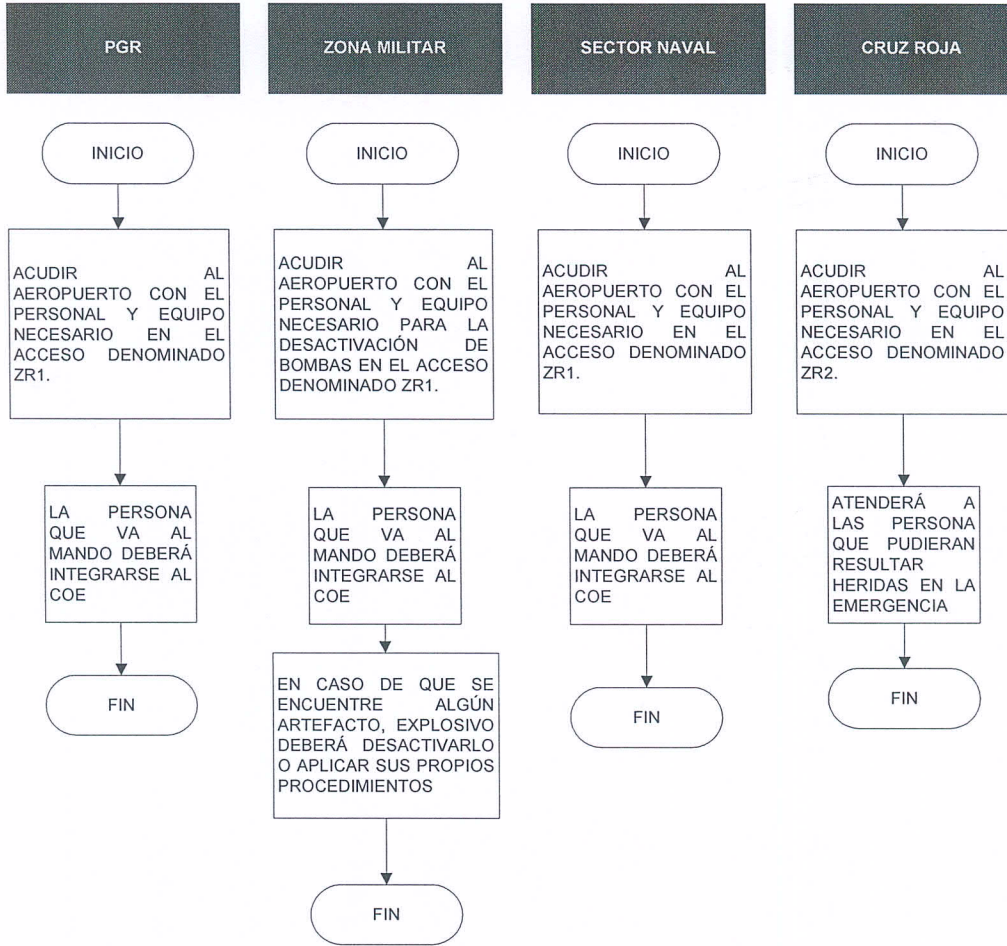 PGR
INICIO
ACUDIR AL
AEROPUERTO CON EL
PERSONAL Y EQUIPO
NECESARIO EN EL
ACCESO DENOMINADO
ZR1.
LA PERSONA
QUE VA AL
MANDO DEBERÁ
INTEGRARSE AL
COE
FIN
ZONA MILITAR
INICIO
ACUDIR AL
AEROPUERTO CON EL
PERSONAL Y EQUIPO
NECESARIO PARA LA
DESACTIVACIÓN DE
BOMBAS EN EL ACCESO
DENOMINADO ZR1.
LA PERSONA
QUE VA AL
MANDO DEBERÁ
INTEGRARSE AL
COE
EN CASO DE QUE SE
ENCUENTRE ALGÚN
ARTEFACTO, EXPLOSIVO
DEBERÁ DESACTIVARLO
O APLICAR SUS PROPIOS
PROCEDIMIENTOS
FIN
SECTOR NAVAL
INICIO
ACUDIR AL
AEROPUERTO CON EL
PERSONAL Y EQUIPO
NECESARIO EN EL
ACCESO DENOMINADO
ZR1.
LA PERSONA
QUE VA AL
MANDO DEBERÁ
INTEGRARSE AL
COE
FIN
CRUZ ROJA
INICIO
ACUDIR AL
AEROPUERTO CON EL
PERSONAL Y EQUIPO
NECESARIO EN EL
ACCESO DENOMINADO
ZR2.
ATENDERÁ A
LAS PERSONA
QUE PUDIERAN
RESULTAR
HERIDAS EN LA
EMERGENCIA
FIN